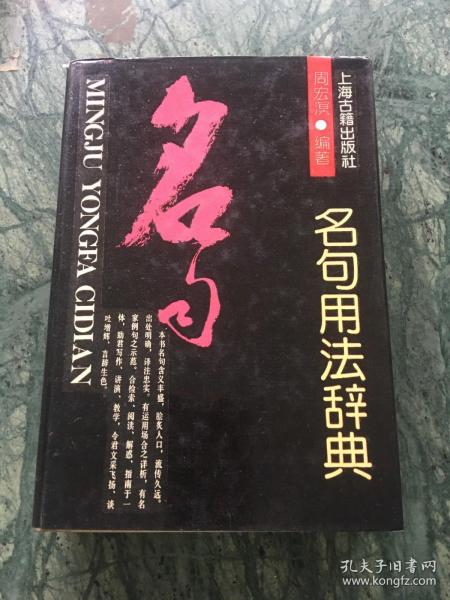 上海古籍出版社
周宏溟●编著
名句用法辞典
名句
MINGJU YONGFA CIDIAN
本书名句含义丰盛，脍炙人口，流传久远。
出处明确，译注忠实。有运用场合之详析，有名
家例句之示范。合检索、阅读、解惑、指南于一
体，助君写作、讲演、教学，令君文采飞扬、谈
吐增辉，言辞生色。
孔夫子旧书网
www.kongfz.com